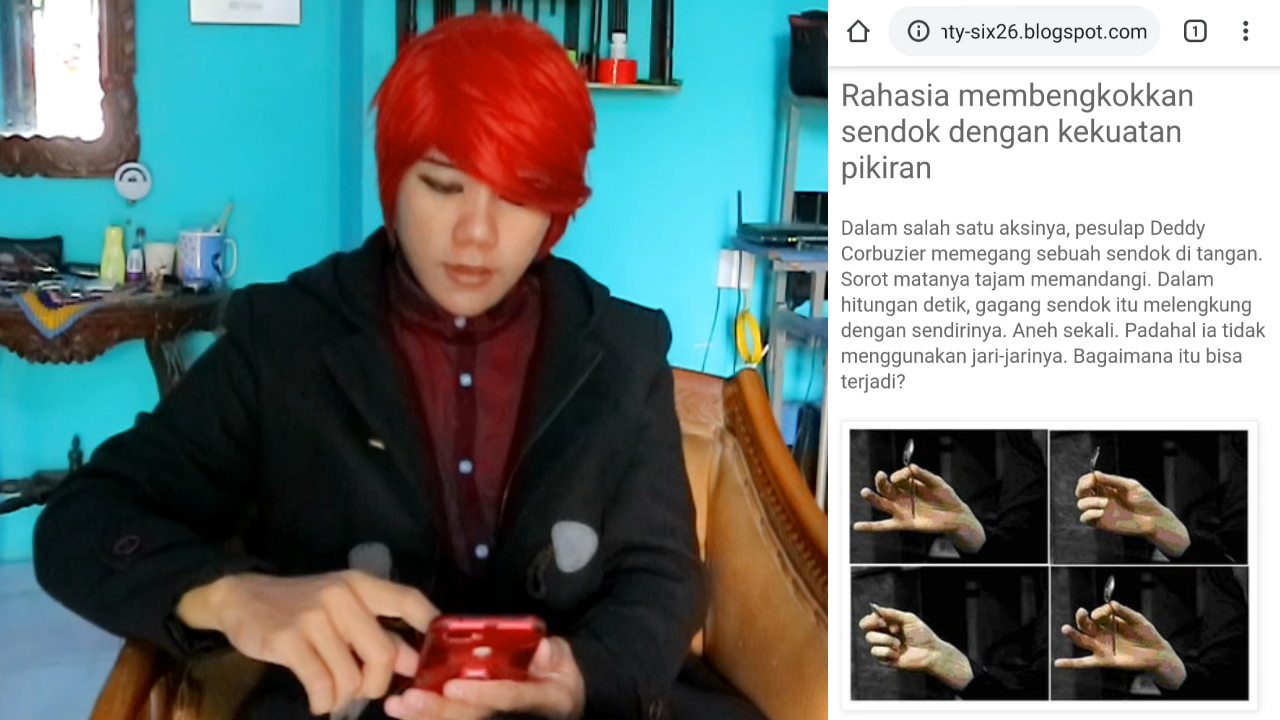 1ty-six26.blogspot.com
1
Rahasia membengkokkan
sendok dengan kekuatan
pikiran
Dalam salah satu aksinya, pesulap Deddy
Corbuzier memegang sebuah sendok di tangan.
Sorot matanya tajam memandangi. Dalam
hitungan detik, gagang sendok itu melengkung
dengan sendirinya. Aneh sekali. Padahal ia tidak
menggunakan jari-jarinya. Bagaimana itu bisa
terjadi?